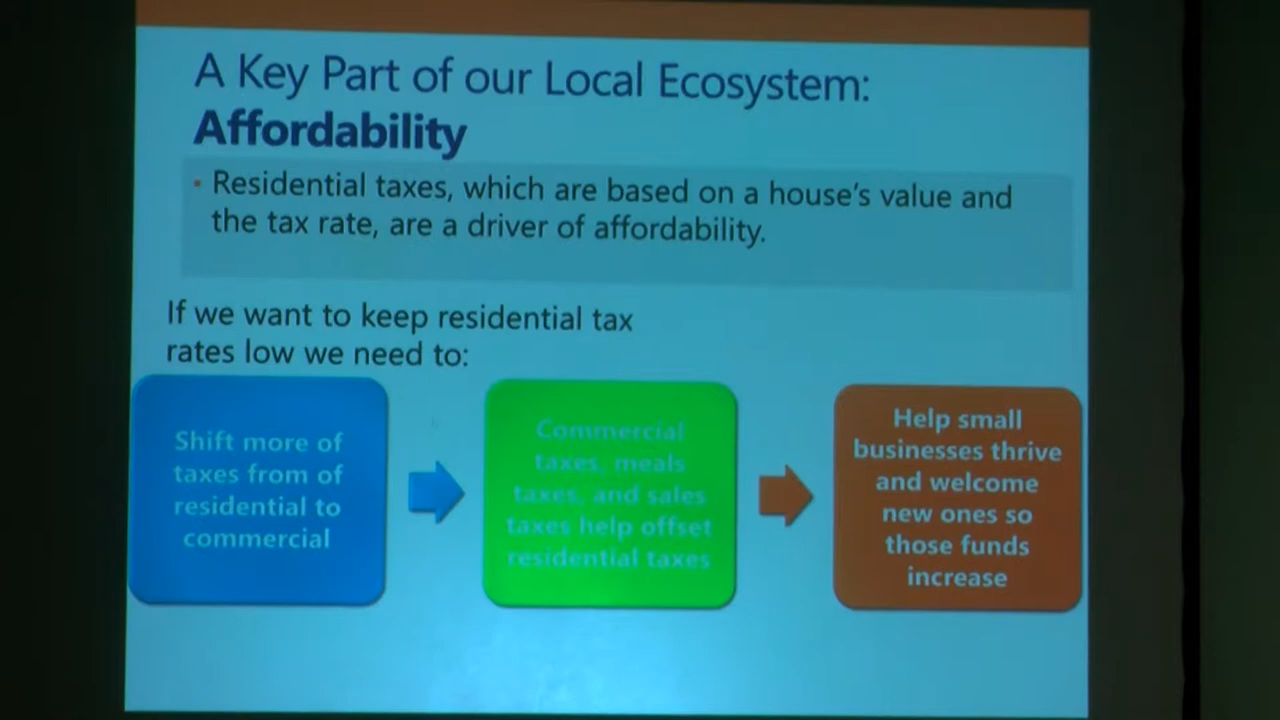 A Key Part of our Local Ecosystem:
Affordability
• Residential taxes, which are based on a house's value and
the tax rate, are a driver of affordability.
If we want to keep residential tax
rates low we need to:
Shift more of
taxes from of
residential to
commercial
Commercial
taxes, meals
taxes, and sales
taxes help offset
residential taxes
Help small
businesses thrive
and welcome
new ones so
those funds
increase